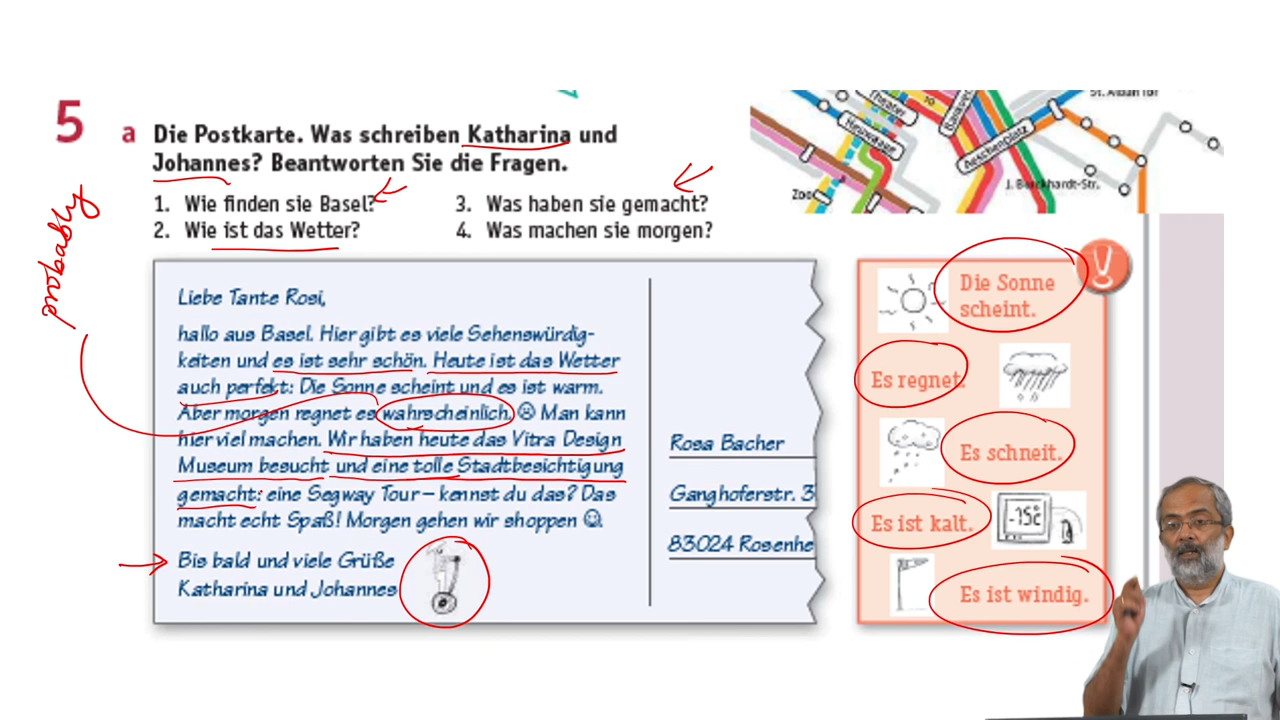 5
a Die Postkarte. Was schreiben Katharina und
Johannes? Beantworten Sie die Fragen.
1. Wie finden sie Basel?
2. Wie ist das Wetter?
3. Was haben sie gemacht?
4. Was machen sie morgen?
probably
Liebe Tante Rosi,
hallo aus Basel. Hier gibt es viele Sehenswürdig-
keiten und es ist sehr schön. Heute ist das Wetter
auch perfekt: Die Sonne scheint und es ist warm.
Aber morgen regnet es wahrscheinlich. ☹ Man kann
hier viel machen. Wir haben heute das Vitra Design
Museum besucht und eine tolle Stadtbesichtigung
gemacht: eine Segway Tour – kennst du das? Das
macht echt Spaß! Morgen gehen wir shoppen ☺.
Bis bald und viele Grüße
Katharina und Johannes
Rosa Bacher
Ganghoferstr. 3
83024 Rosenhe
Theater
Heuwaage
Aeschenplatz
Zoo
!
Die Sonne
scheint.
Es regnet.
Es schneit.
Es ist kalt.
Es ist windig.